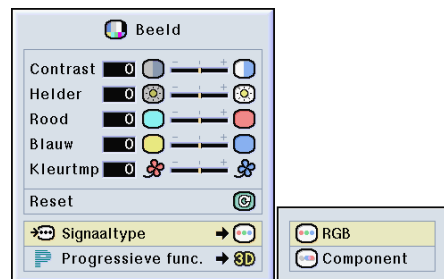 Beeld
Contrast 0
Helder 0
Rood 0
Blauw 0
Kleurtmp 0
Reset
Signaaltype
Progressieve func. 3D
RGB
Component